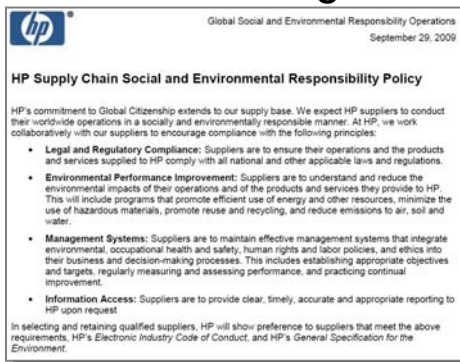 hp
Global Social and Environmental Responsibility Operations
September 29, 2009
HP Supply Chain Social and Environmental Responsibility Policy
HP's commitment to Global Citizenship extends to our supply base. We expect HP suppliers to conduct
their worldwide operations in a socially and environmentally responsible manner. At HP, we work
collaboratively with our suppliers to encourage compliance with the following principles:
• Legal and Regulatory Compliance: Suppliers are to ensure their operations and the products
and services supplied to HP comply with all national and other applicable laws and regulations.
• Environmental Performance Improvement: Suppliers are to understand and reduce the
environmental impacts of their operations and of the products and services they provide to HP.
This will include programs that promote efficient use of energy and other resources, minimize the
use of hazardous materials, promote reuse and recycling, and reduce emissions to air, soil and
water.
• Management Systems: Suppliers are to maintain effective management systems that integrate
environmental, occupational health and safety, human rights and labor policies, and ethics into
their business and decision-making processes. This includes establishing appropriate objectives
and targets, regularly measuring and assessing performance, and practicing continual
improvement.
• Information Access: Suppliers are to provide clear, timely, accurate and appropriate reporting to
HP upon request
In selecting and retaining qualified suppliers, HP will show preference to suppliers that meet the above
requirements, HP's Electronic Industry Code of Conduct, and HP's General Specification for the
Environment.